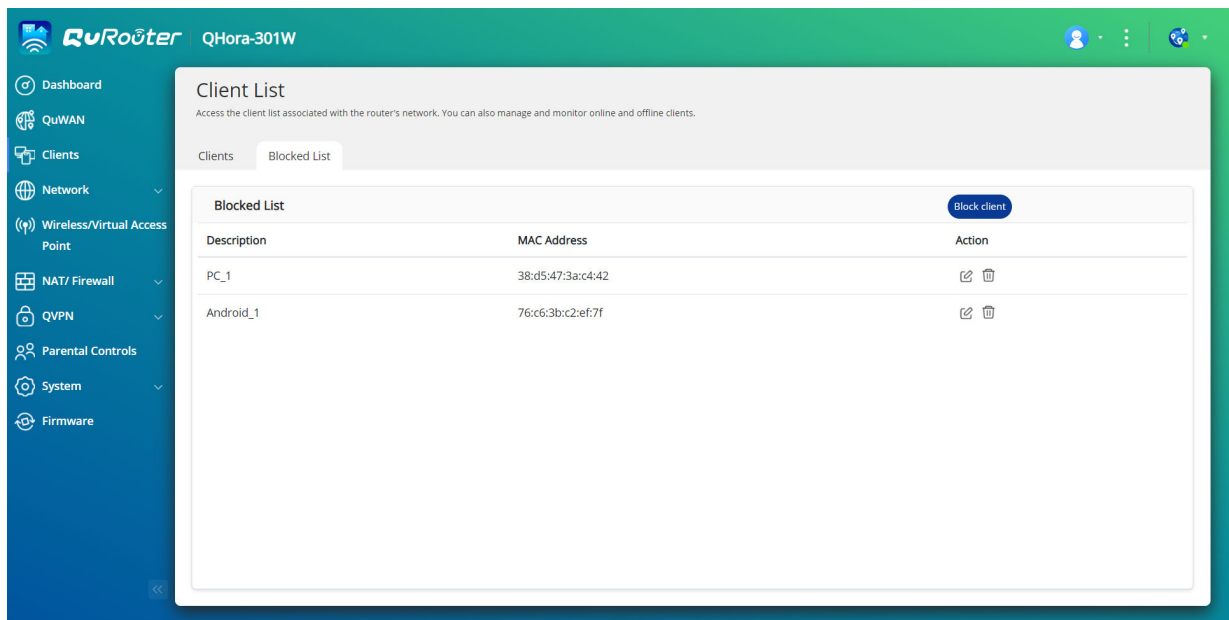 QuRoûter QHora-301W
Dashboard
QuWAN
Clients
Network
Wireless/Virtual Access
Point
NAT/ Firewall
QVPN
Parental Controls
System
Firmware
Client List
Access the client list associated with the router's network. You can also manage and monitor online and offline clients.
Clients Blocked List
Blocked List Block client
Description MAC Address Action
PC_1 38:d5:47:3a:c4:42
Android_1 76:c6:3b:c2:ef:7f